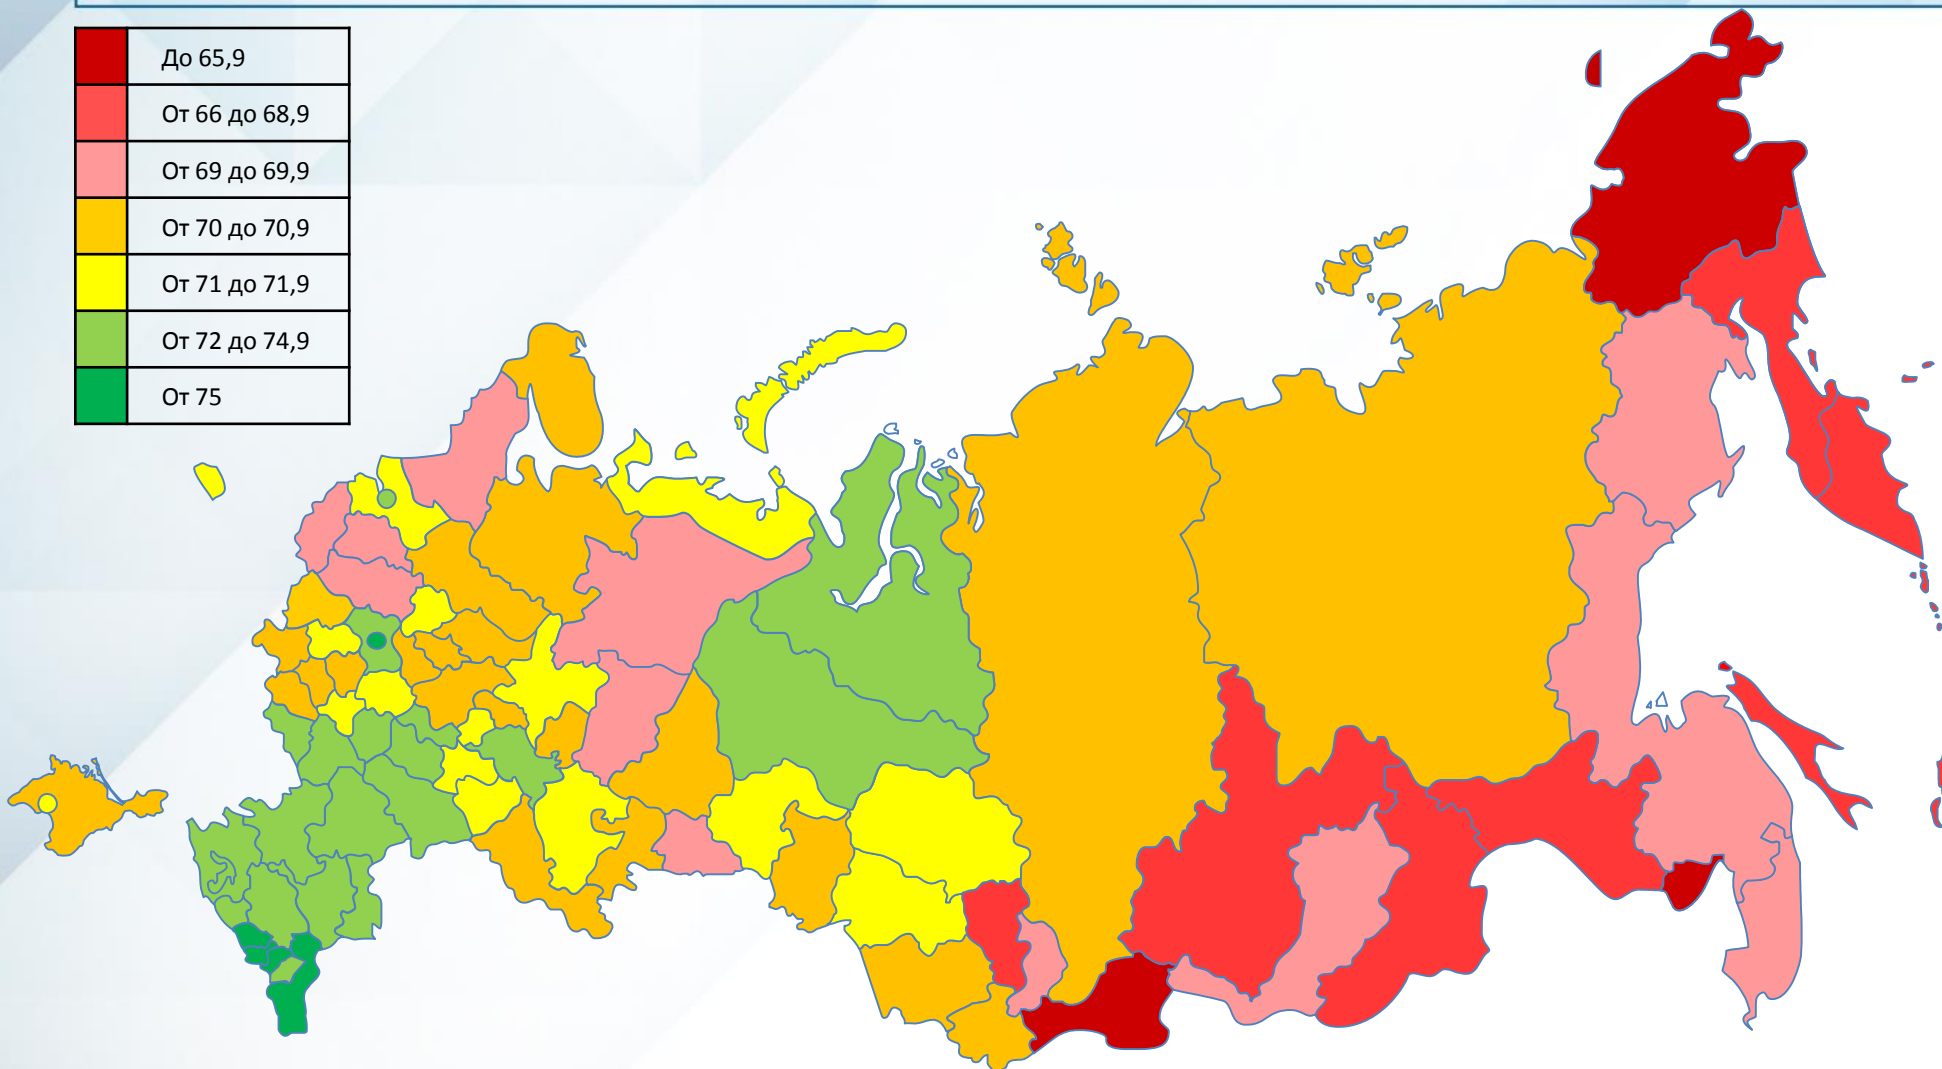 До 65,9
От 66 до 68,9
От 69 до 69,9
От 70 до 70,9
От 71 до 71,9
От 72 до 74,9
От 75